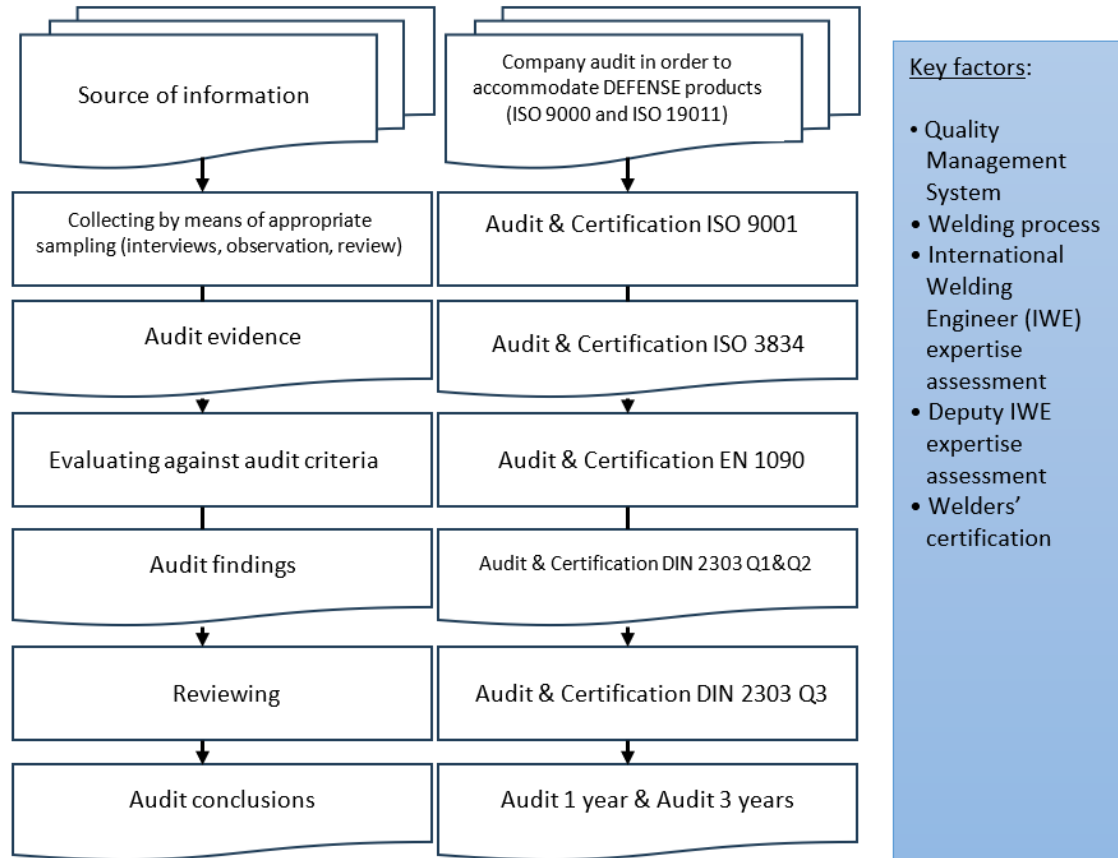 Source of information
Company audit in order to
accommodate DEFENSE products
(ISO 9000 and ISO 19011)
Collecting by means of appropriate
sampling (interviews, observation, review)
Audit & Certification ISO 9001
Audit evidence
Audit & Certification ISO 3834
Evaluating against audit criteria
Audit & Certification EN 1090
Audit findings
Audit & Certification DIN 2303 Q1&Q2
Reviewing
Audit & Certification DIN 2303 Q3
Audit conclusions
Audit 1 year & Audit 3 years
Key factors:
• Quality
Management
System
• Welding process
• International
Welding
Engineer (IWE)
expertise
assessment
• Deputy IWE
expertise
assessment
• Welders’
certification